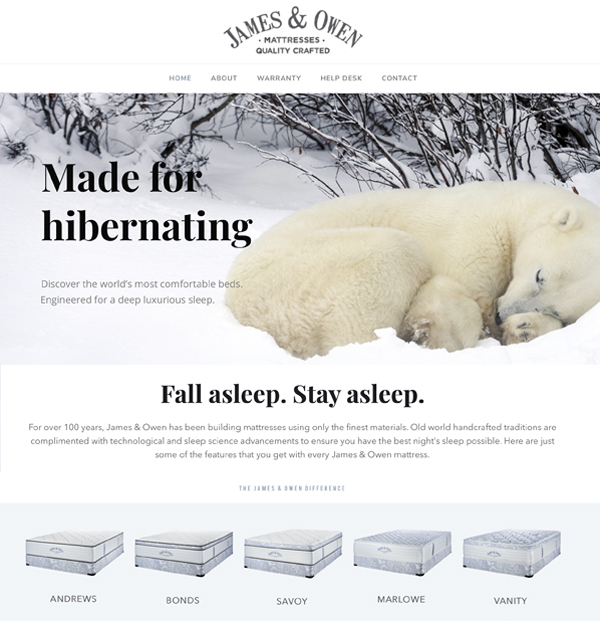 JAMES & OWEN
• MATTRESSES •
QUALITY CRAFTED
HOME ABOUT WARRANTY HELP DESK CONTACT
Made for
hibernating
Discover the world's most comfortable beds.
Engineered for a deep luxurious sleep.
Fall asleep. Stay asleep.
For over 100 years, James & Owen has been building mattresses using only the finest materials. Old world handcrafted traditions are
complimented with technological and sleep science advancements to ensure you have the best night's sleep possible. Here are just
some of the features that you get with every James & Owen mattress.
THE JAMES & OWEN DIFFERENCE
ANDREWS BONDS SAVOY MARLOWE VANITY